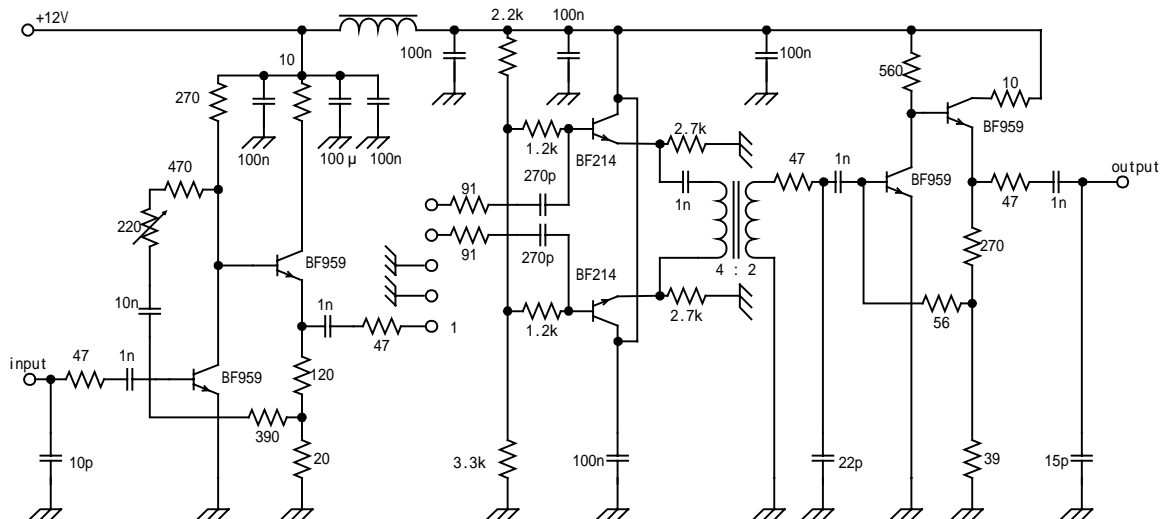 +12V
2.2k
100n
10
100n
100n
560
10
270
BF959
100n
100 µ
100n
1.2k
BF214
2.7k
470
91
270p
1n
47
1n
BF959
output
220
91
270p
47
1n
BF959
4 : 2
270
10n
1n
BF214
1.2k
2.7k
56
1
47
input
47
1n
BF959
120
390
10p
20
3.3k
100n
22p
39
15p